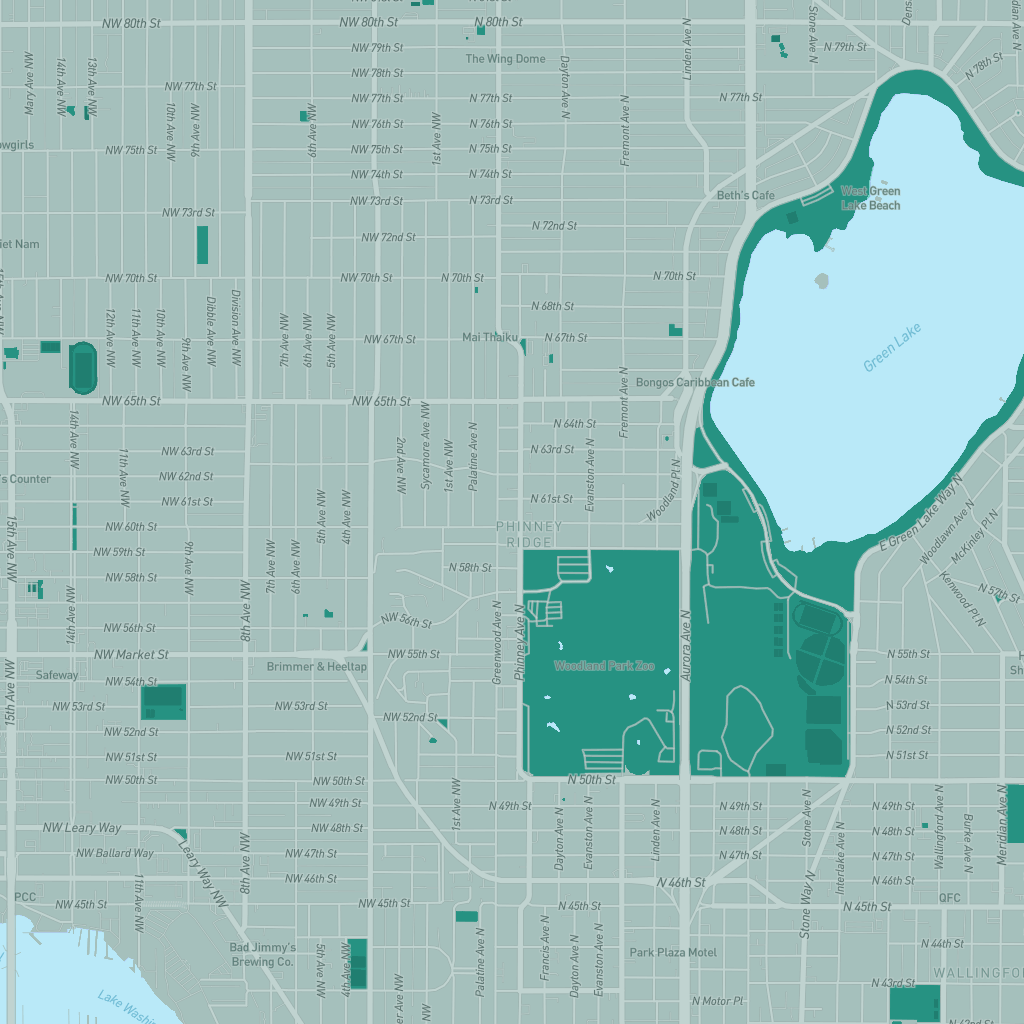 NW 80th St
NW 80th St
N 80th St
Linden Ave N
Stone Ave N
N 79th St
N 78th St
Mary Ave NW
14th Ave NW
13th Ave NW
NW 79th St
The Wing Dome
NW 78th St
Dayton Ave N
NW 77th St
NW 77th St
N 77th St
N 77th St
10th Ave NW
9th Ave NW
6th Ave NW
NW 76th St
N 76th St
1st Ave NW
Fremont Ave N
NW 75th St
NW 75th St
N 75th St
NW 74th St
N 74th St
NW 73rd St
NW 73rd St
N 73rd St
Beth's Cafe
West Green
Lake Beach
NW 72nd St
N 72nd St
iet Nam
NW 70th St
NW 70th St
N 70th St
N 70th St
12th Ave NW
11th Ave NW
10th Ave NW
9th Ave NW
Dibble Ave NW
Division Ave NW
7th Ave NW
6th Ave NW
5th Ave NW
N 68th St
NW 67th St
Mai Thaiku
N 67th St
Green Lake
Bongos Caribbean Cafe
NW 65th St
NW 65th St
Fremont Ave N
14th Ave NW
11th Ave NW
NW 63rd St
NW 62nd St
NW 61st St
2nd Ave NW
Sycamore Ave NW
1st Ave NW
Palatine Ave N
N 64th St
N 63rd St
Evanston Ave N
N 61st St
Woodland Pl N
's Counter
15th Ave NW
NW 60th St
NW 59th St
NW 58th St
9th Ave NW
7th Ave NW
6th Ave NW
5th Ave NW
4th Ave NW
PHINNEY
RIDGE
N 58th St
E Green Lake Way N
Woodlawn Ave N
McKinley Pl N
Kenwood Pl N
N 57th St
14th Ave NW
8th Ave NW
NW 56th St
NW 56th St
Greenwood Ave N
Phinney Ave N
Aurora Ave N
NW Market St
Brimmer & Heeltap
NW 55th St
Woodland Park Zoo
N 55th St
Safeway
15th Ave NW
NW 54th St
N 54th St
NW 53rd St
NW 53rd St
N 53rd St
NW 52nd St
NW 52nd St
N 52nd St
NW 51st St
NW 51st St
N 51st St
NW 50th St
NW 50th St
N 50th St
NW 49th St
1st Ave NW
N 49th St
Dayton Ave N
Evanston Ave N
Linden Ave N
N 49th St
Stone Ave N
Interlake Ave N
N 49th St
Wallingford Ave N
Burke Ave N
Meridian Ave N
NW Leary Way
NW 48th St
N 48th St
N 48th St
NW Ballard Way
Leary Way NW
8th Ave NW
NW 47th St
N 47th St
N 47th St
NW 46th St
N 46th St
N 46th St
PCC
NW 45th St
11th Ave NW
NW 45th St
N 45th St
Stone Way N
N 45th St
QFC
Bad Jimmy's
Brewing Co.
5th Ave NW
4th Ave NW
Palatine Ave N
Francis Ave N
Dayton Ave N
Evanston Ave N
Park Plaza Motel
N 44th St
N 43rd St
N Motor Pl